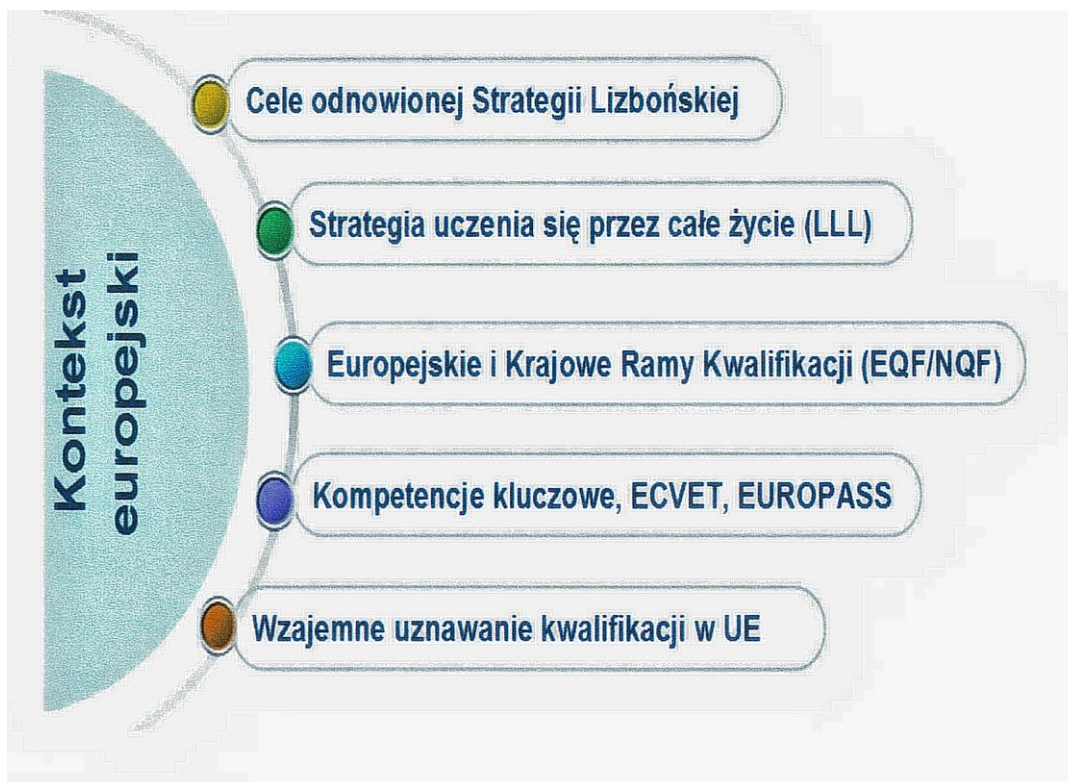 Kontekst
europejski
Cele odnowionej Strategii Lizbońskiej
Strategia uczenia się przez całe życie (LLL)
Europejskie i Krajowe Ramy Kwalifikacji (EQF/NQF)
Kompetencje kluczowe, ECVET, EUROPASS
Wzajemne uznawanie kwalifikacji w UE